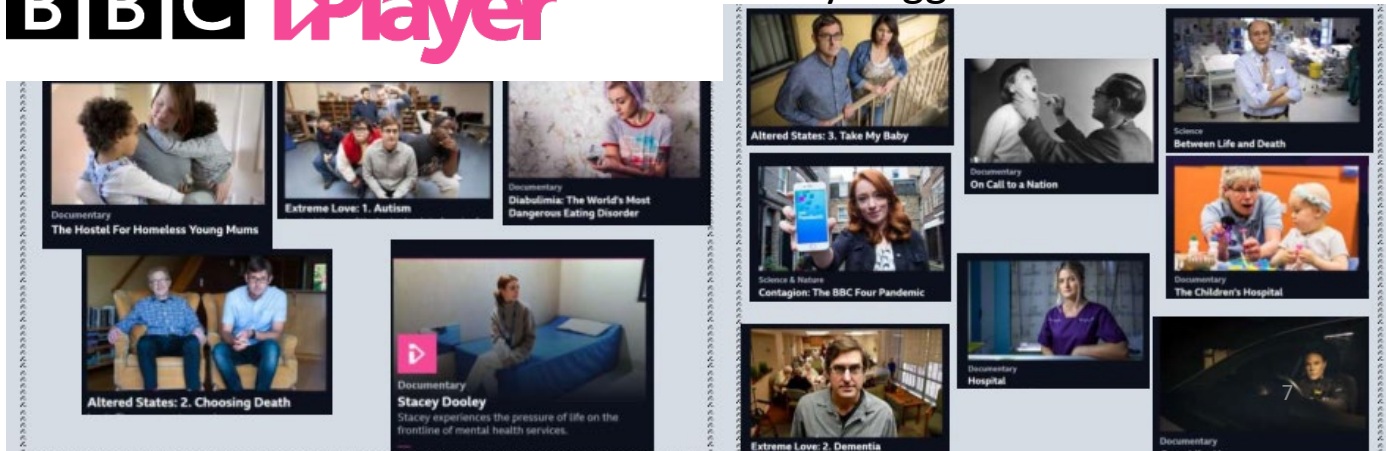 BBC iPlayer
Documentary
The Hostel For Homeless Young Mums
Extreme Love: 1. Autism
Documentary
Diabulimia: The World's Most
Dangerous Eating Disorder
Altered States: 2. Choosing Death
Documentary
Stacey Dooley
Stacey experiences the pressure of life on the
frontline of mental health services.
Altered States: 3. Take My Baby
Documentary
On Call to a Nation
Science
Between Life and Death
Science & Nature
Contagion: The BBC Four Pandemic
Documentary
The Children's Hospital
Documentary
Hospital
Extreme Love: 2. Dementia
7
Documentary